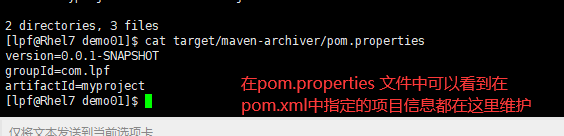 2 directories, 3 files
[lpf@Rhel7 demo01]$ cat target/maven-archiver/pom.properties
version=0.0.1-SNAPSHOT
groupId=com.lpf
artifactId=myproject
[lpf@Rhel7 demo01]$
在pom.properties 文件中可以看到在
pom.xml中指定的项目信息都在这里维护
仅将文本发送到当前选项卡